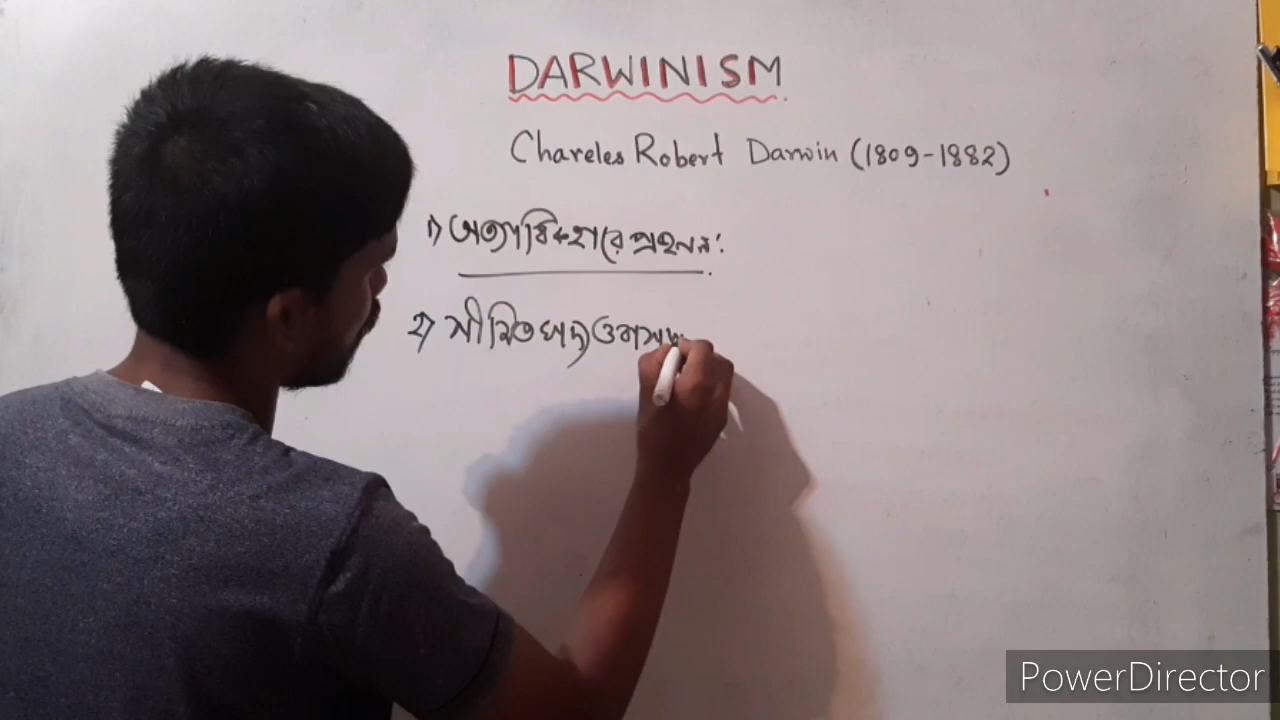 DARWINISM.
Chareles Robert Darwin (1809-1882)
১) অত্যাধিক হারে প্রজনন:
২) সীমিত খাদ্য ও বাস
PowerDirector